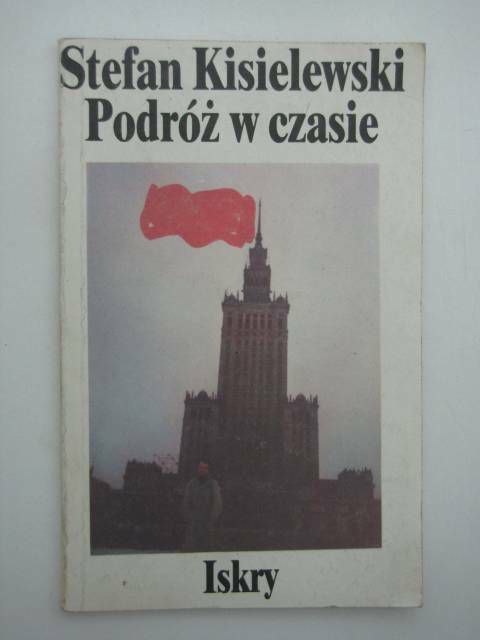 Stefan Kisielewski
Podróż w czasie
Iskry